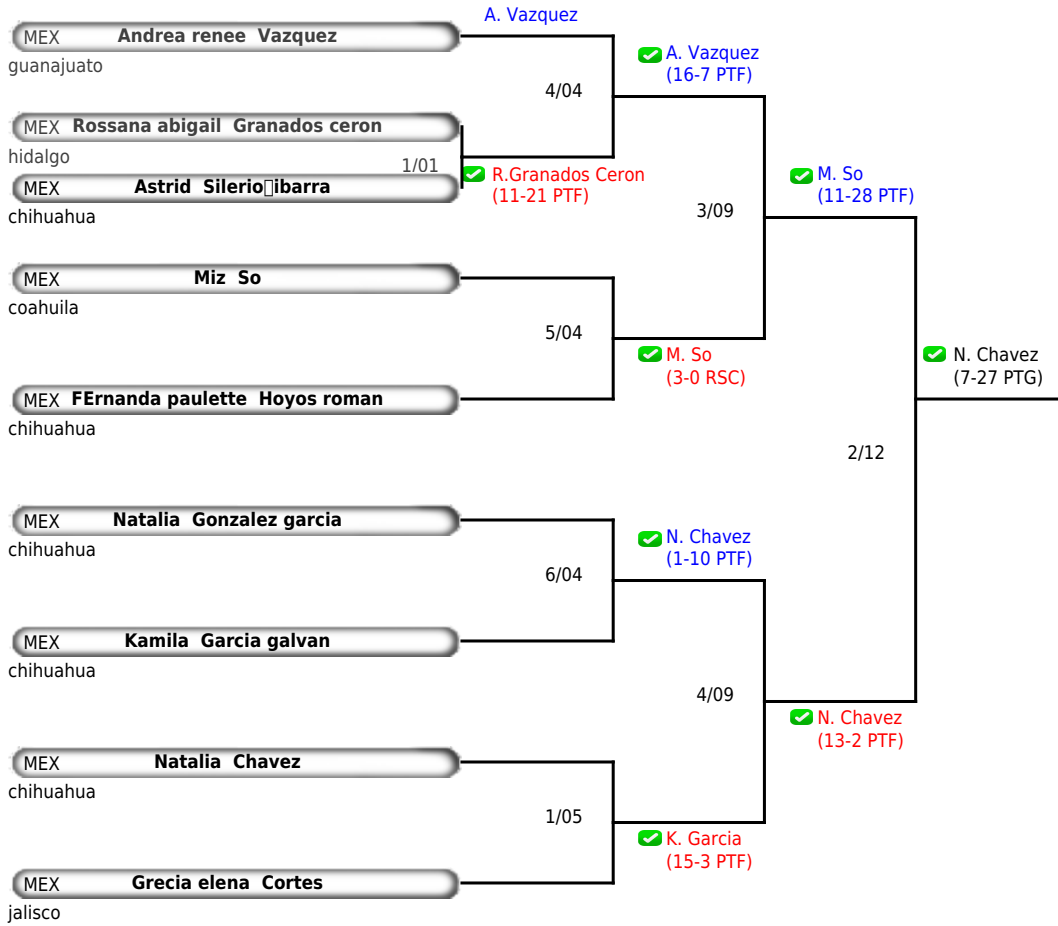 A. Vazquez
MEX Andrea renee Vazquez
guanajuato
A. Vazquez
(16-7 PTF)
4/04
MEX Rossana abigail Granados ceron
hidalgo
1/01
R.Granados Ceron
(11-21 PTF)
MEX Astrid Silerio▯ibarra
chihuahua
M. So
(11-28 PTF)
3/09
MEX Miz So
coahuila
5/04
M. So
(3-0 RSC)
N. Chavez
(7-27 PTG)
MEX FErnanda paulette Hoyos roman
chihuahua
2/12
MEX Natalia Gonzalez garcia
chihuahua
N. Chavez
(1-10 PTF)
6/04
MEX Kamila Garcia galvan
chihuahua
4/09
N. Chavez
(13-2 PTF)
MEX Natalia Chavez
chihuahua
1/05
K. Garcia
(15-3 PTF)
MEX Grecia elena Cortes
jalisco